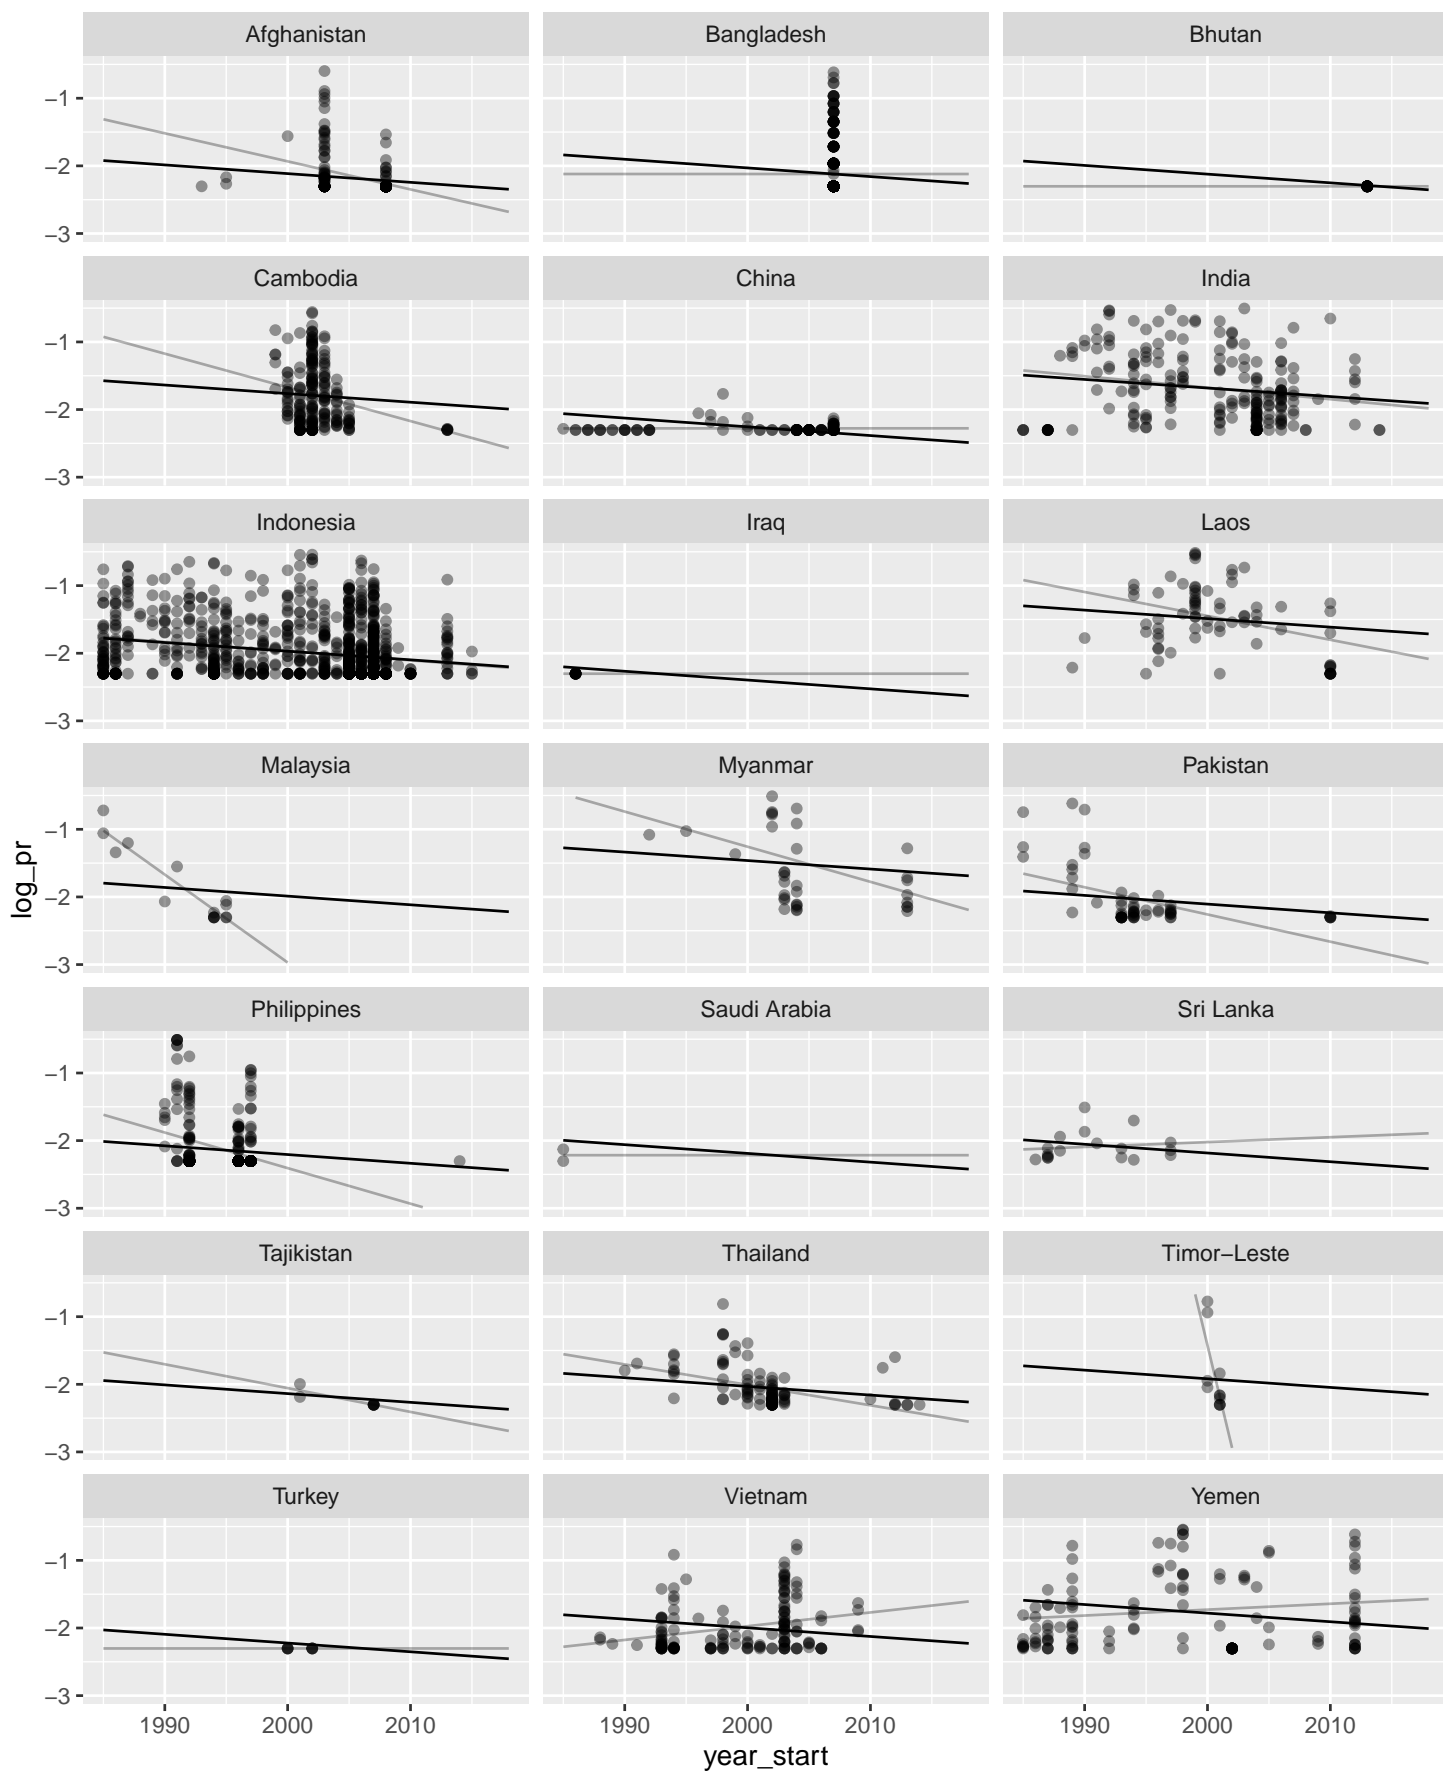 Afghanistan Bangladesh Bhutan
−1
−2
−3
Cambodia China India
−1
−2
−3
Indonesia Iraq Laos
−1
−2
−3
Malaysia Myanmar Pakistan
−1
−2
−3
log_pr
Philippines Saudi Arabia Sri Lanka
−1
−2
−3
Tajikistan Thailand Timor−Leste
−1
−2
−3
Turkey Vietnam Yemen
−1
−2
−3
1990 2000 2010 1990 2000 2010 1990 2000 2010
year_start